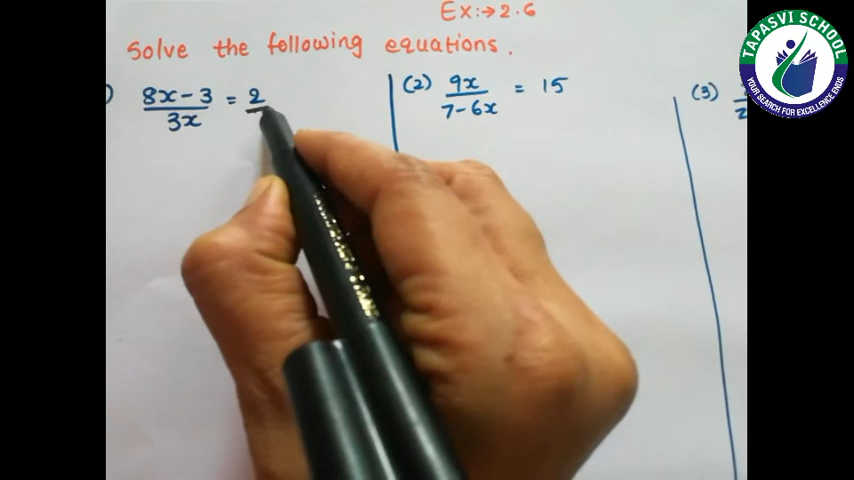 Ex:→2.6
Solve the following equations.
) 8x-3/3x = 2
(2) 9x/7-6x = 15
(3)
TAPASVI SCHOOL
YOUR SEARCH FOR EXCELLENCE ENDS